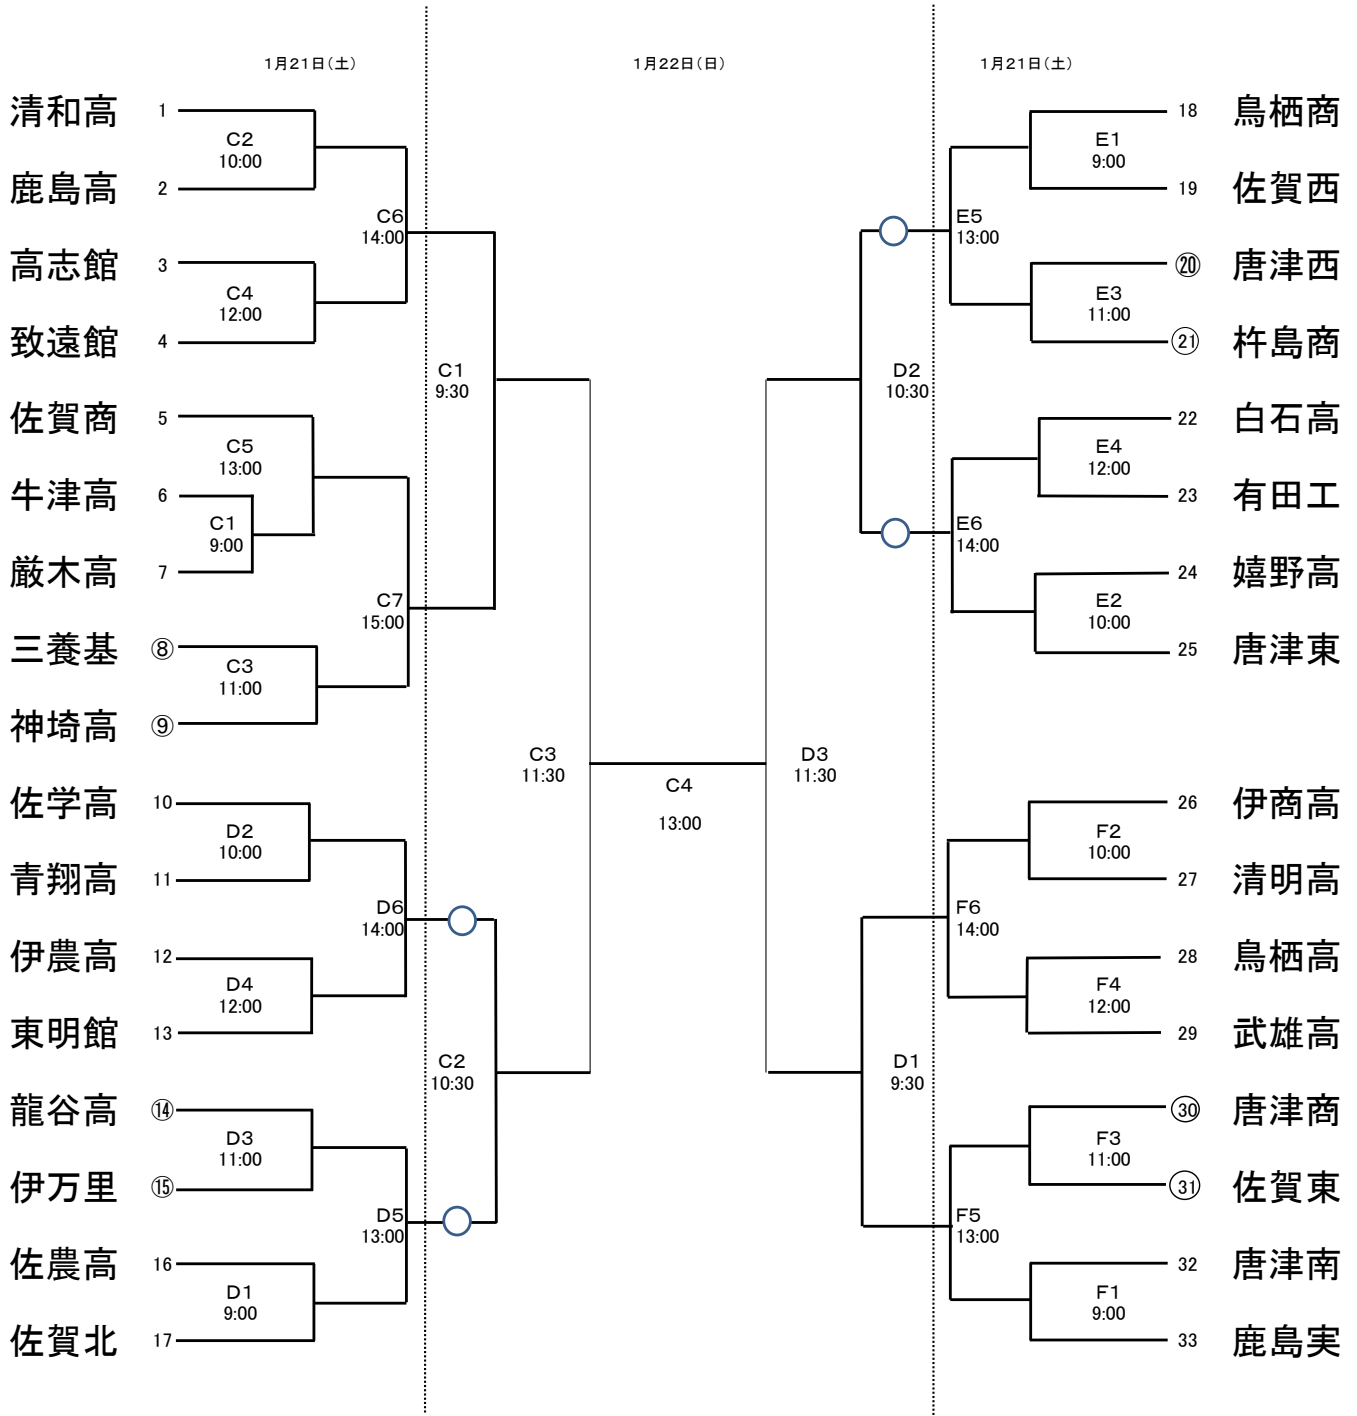 1月21日(土)
1月22日(日)
1月21日(土)
清和高 1
C2
10:00
鹿島高 2
C6
14:00
高志館 3
C4
12:00
致遠館 4
C1
9:30
佐賀商 5
C5
13:00
牛津高 6
C1
9:00
厳木高 7
C7
15:00
三養基 ⑧
C3
11:00
神埼高 ⑨
C3
11:30
佐学高 10
D2
10:00
青翔高 11
D6
14:00
伊農高 12
D4
12:00
東明館 13
C2
10:30
龍谷高 ⑭
D3
11:00
伊万里 ⑮
D5
13:00
佐農高 16
D1
9:00
佐賀北 17
C4
13:00
18 鳥栖商
E1
9:00
19 佐賀西
E5
13:00
⑳ 唐津西
E3
11:00
㉑ 杵島商
D2
10:30
22 白石高
E4
12:00
23 有田工
E6
14:00
24 嬉野高
E2
10:00
25 唐津東
D3
11:30
26 伊商高
F2
10:00
27 清明高
F6
14:00
28 鳥栖高
F4
12:00
29 武雄高
D1
9:30
㉚ 唐津商
F3
11:00
㉛ 佐賀東
F5
13:00
32 唐津南
F1
9:00
33 鹿島実